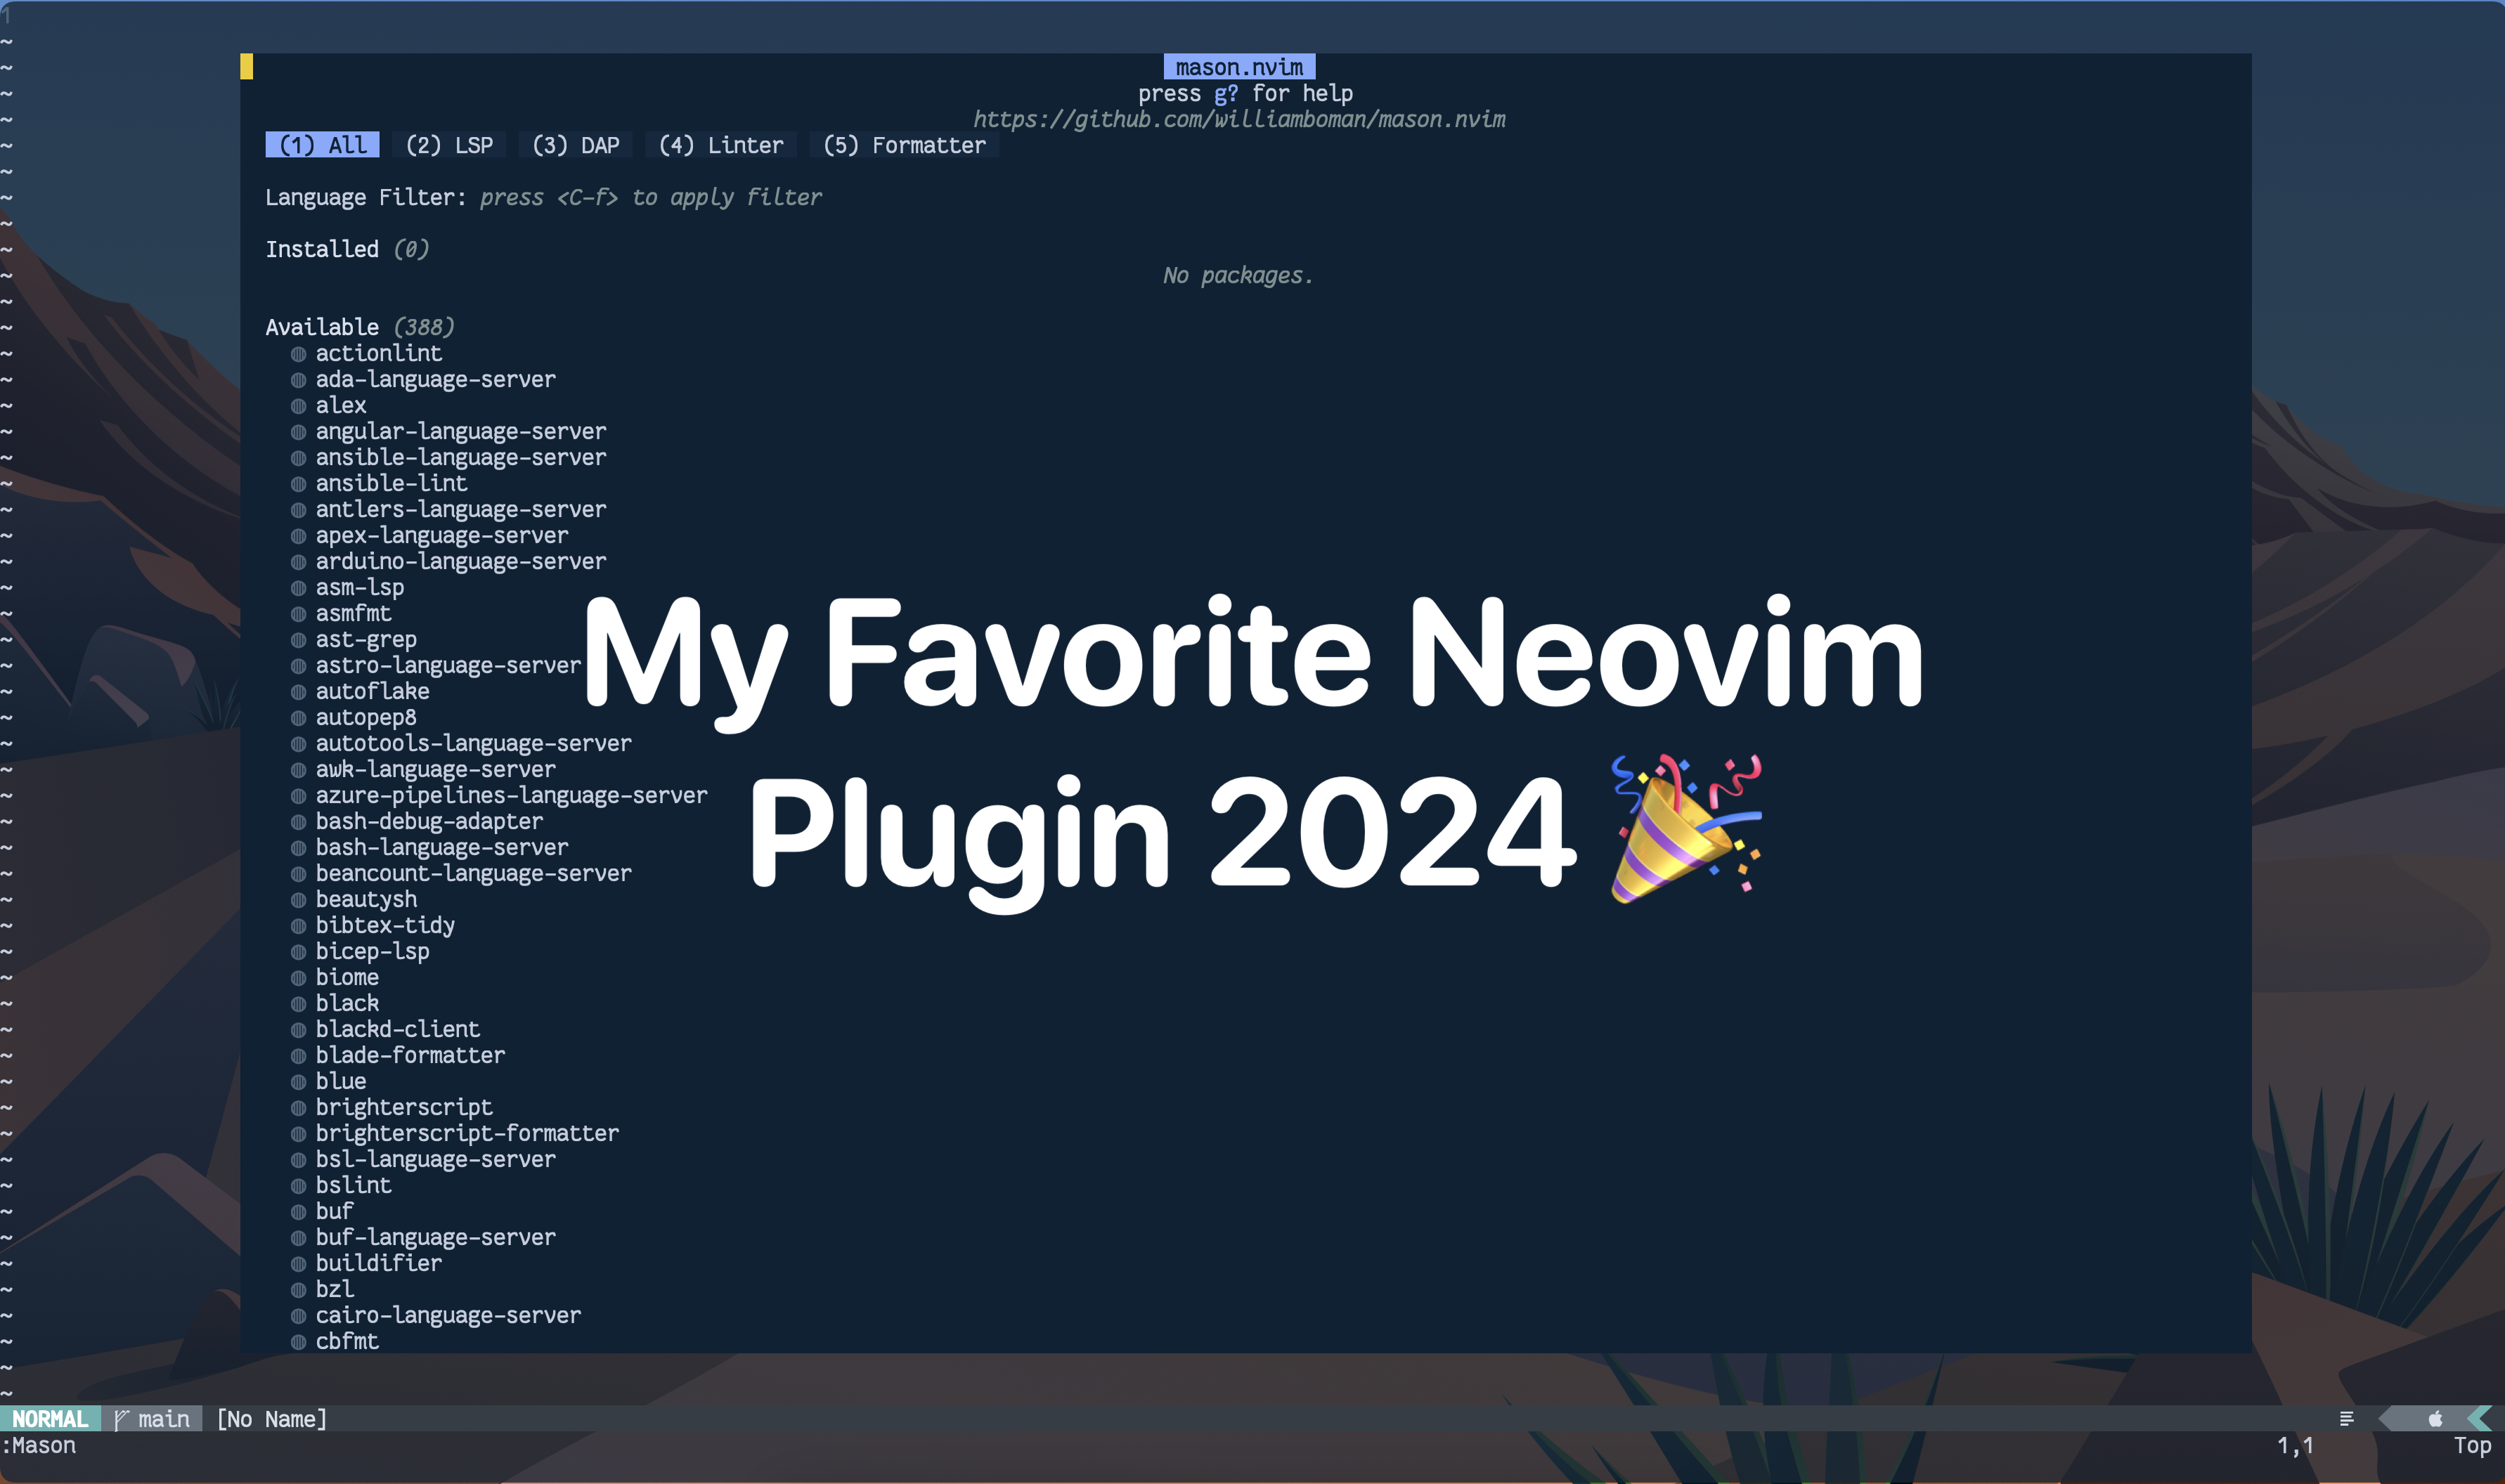 1
~
~
mason.nvim
~
press g? for help
~
https://github.com/williamboman/mason.nvim
~
(1) All (2) LSP (3) DAP (4) Linter (5) Formatter
~
~
Language Filter: press <C-f> to apply filter
~
~
Installed (0)
~
No packages.
~
~
Available (388)
~
actionlint
~
ada-language-server
~
alex
~
angular-language-server
~
ansible-language-server
~
ansible-lint
~
antlers-language-server
~
apex-language-server
~
arduino-language-server
~
asm-lsp
~
asmfmt
~
ast-grep
~
astro-language-server
~
autoflake
~
autopep8
~
autotools-language-server
~
awk-language-server
~
azure-pipelines-language-server
~
bash-debug-adapter
~
bash-language-server
~
beancount-language-server
~
beautysh
~
bibtex-tidy
~
bicep-lsp
~
biome
~
black
~
blackd-client
~
blade-formatter
~
blue
~
brighterscript
~
brighterscript-formatter
~
bsl-language-server
~
bslint
~
buf
~
buf-language-server
~
buildifier
~
bzl
~
cairo-language-server
~
cbfmt
~
~
My Favorite Neovim
Plugin 2024 🎉
NORMAL main [No Name]
:Mason 1,1 Top